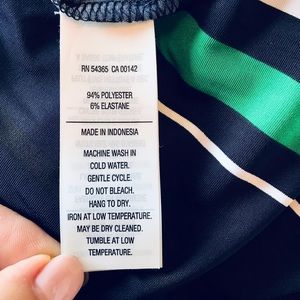 RN 54365 CA 00142
94% POLYESTER
6% ELASTANE
MADE IN INDONESIA
MACHINE WASH IN
COLD WATER.
GENTLE CYCLE.
DO NOT BLEACH.
HANG TO DRY.
IRON AT LOW TEMPERATURE.
MAY BE DRY CLEANED.
TUMBLE AT LOW
TEMPERATURE.